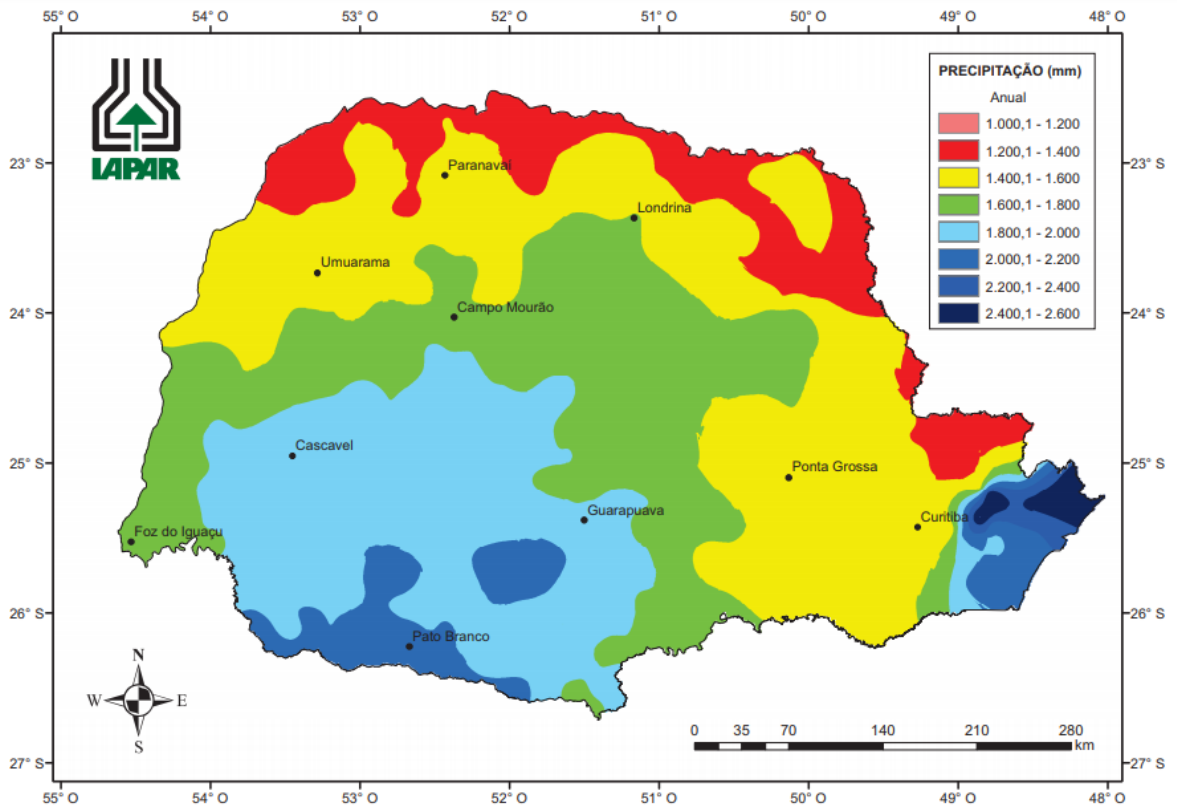 55° O 54° O 53° O 52° O 51° O 50° O 49° O 48° O
IAPAR
PRECIPITAÇÃO (mm)
Anual
1.000,1 - 1.200
1.200,1 - 1.400
1.400,1 - 1.600
1.600,1 - 1.800
1.800,1 - 2.000
2.000,1 - 2.200
2.200,1 - 2.400
2.400,1 - 2.600
23° S 23° S
Paranavaí
Londrina
Umuarama
Campo Mourão
24° S 24° S
Cascavel
25° S 25° S
Ponta Grossa
Guarapuava
Curitiba
Foz do Iguaçu
26° S 26° S
Pato Branco
N
W E
S
0 35 70 140 210 280
km
27° S 27° S
55° O 54° O 53° O 52° O 51° O 50° O 49° O 48° O